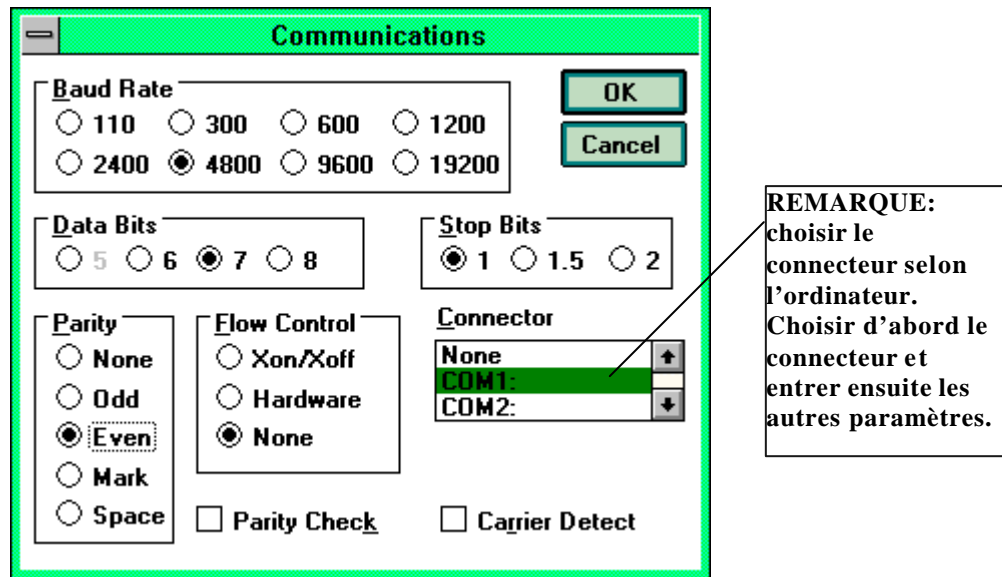 Communications
Baud Rate
110 300 600 1200
2400 4800 9600 19200
OK
Cancel
Data Bits
5 6 7 8
Stop Bits
1 1.5 2
Parity
None
Odd
Even
Mark
Space
Flow Control
Xon/Xoff
Hardware
None
Connector
None
COM1:
COM2:
Parity Check
Carrier Detect
REMARQUE:
choisir le
connecteur selon
l’ordinateur.
Choisir d’abord le
connecteur et
entrer ensuite les
autres paramètres.